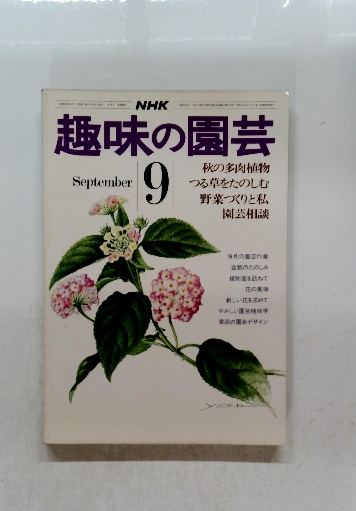 NHK
趣味の園芸
September 9
秋の多肉植物
つる草をたのしむ
野菜づくりと私
園芸相談
9月の園芸作業
盆栽のたのしみ
植物園を訪ねて
花の美術
新しい花を求めて
やさしい園芸植物学
家庭の園芸デザイン